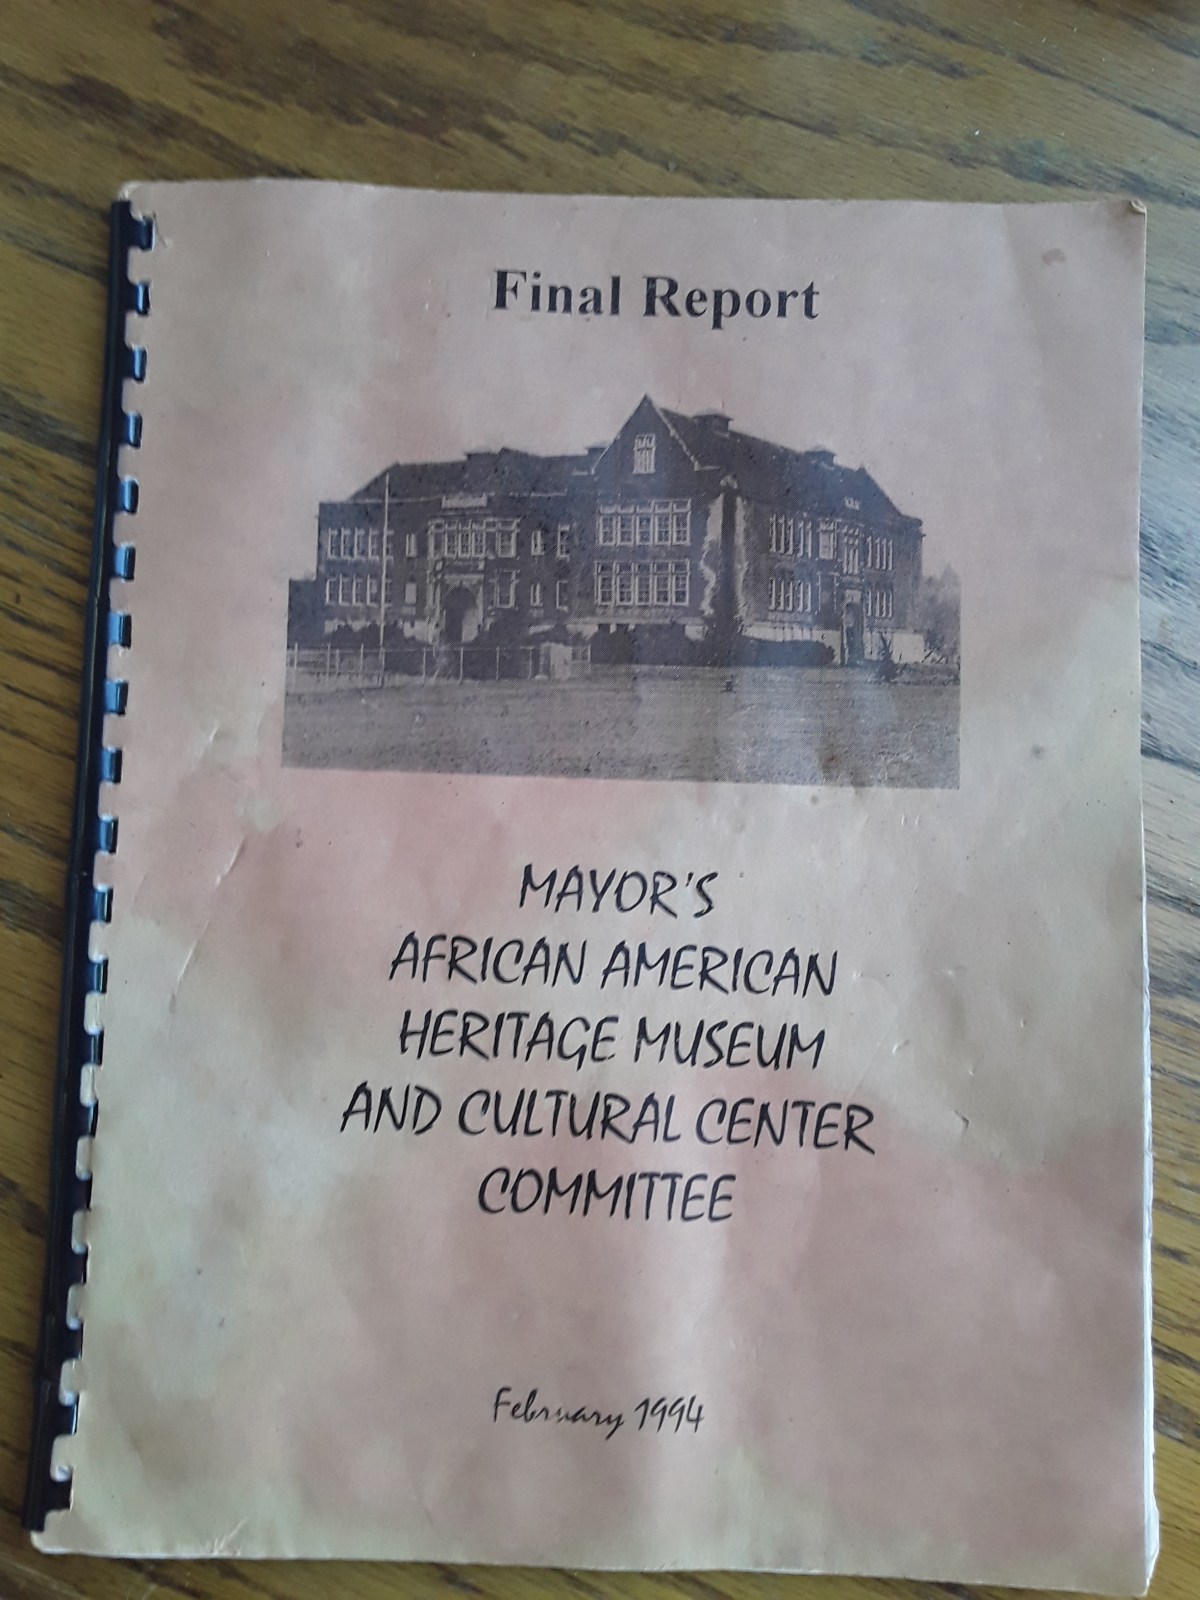 Final Report
MAYOR'S
AFRICAN AMERICAN
HERITAGE MUSEUM
AND CULTURAL CENTER
COMMITTEE
February 1994